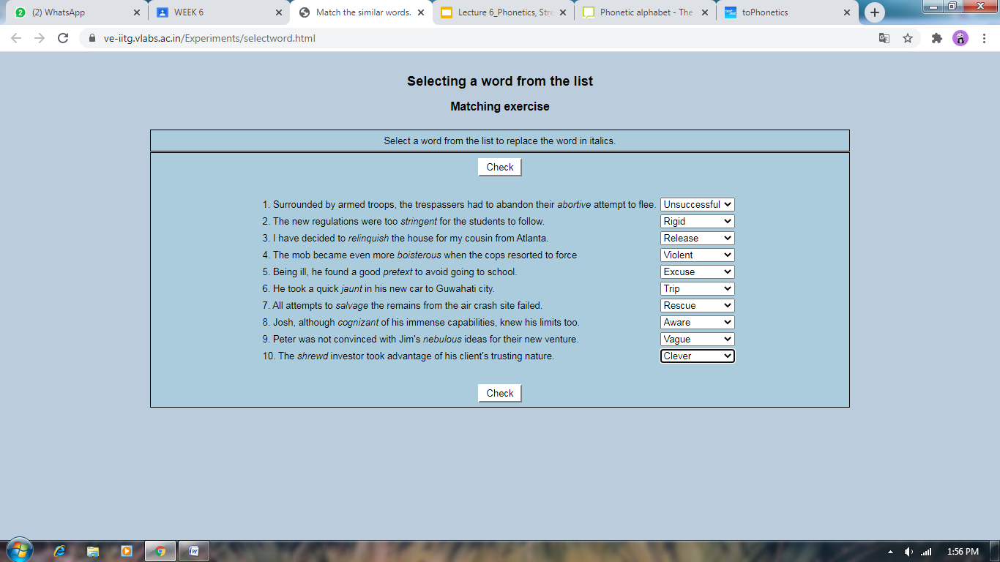 (2) WhatsApp
WEEK 6
Match the similar words.
Lecture 6_Phonetics, Stre
Phonetic alphabet - The
toPhonetics
ve-iitg.vlabs.ac.in/Experiments/selectword.html
Selecting a word from the list
Matching exercise
Select a word from the list to replace the word in italics.
Check
1. Surrounded by armed troops, the trespassers had to abandon their abortive attempt to flee. Unsuccessful
2. The new regulations were too stringent for the students to follow. Rigid
3. I have decided to relinquish the house for my cousin from Atlanta. Release
4. The mob became even more boisterous when the cops resorted to force Violent
5. Being ill, he found a good pretext to avoid going to school. Excuse
6. He took a quick jaunt in his new car to Guwahati city. Trip
7. All attempts to salvage the remains from the air crash site failed. Rescue
8. Josh, although cognizant of his immense capabilities, knew his limits too. Aware
9. Peter was not convinced with Jim's nebulous ideas for their new venture. Vague
10. The shrewd investor took advantage of his client's trusting nature. Clever
Check
1:56 PM